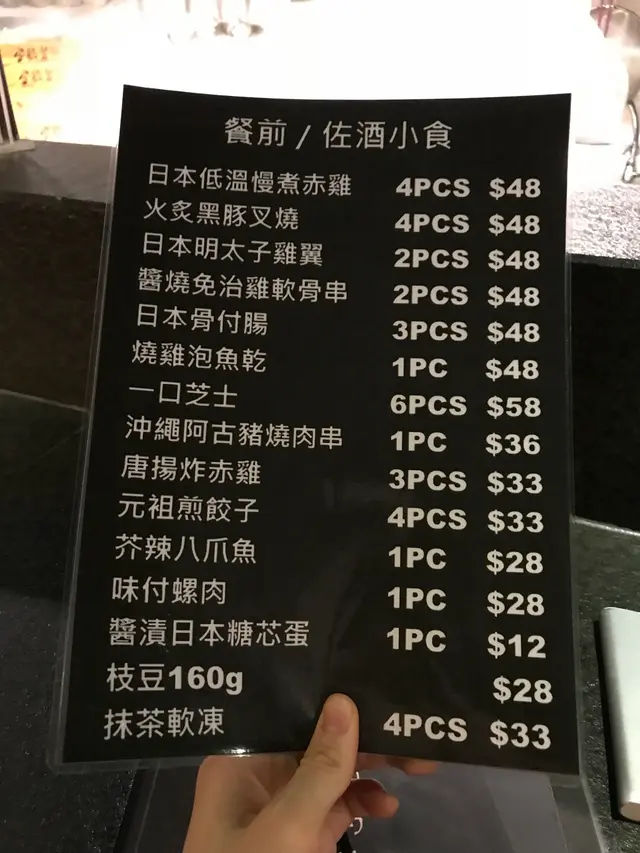 餐前 / 佐酒小食
日本低溫慢煮赤雞 4PCS $48
火炙黑豚叉燒 4PCS $48
日本明太子雞翼 2PCS $48
醬燒免治雞軟骨串 2PCS $48
日本骨付腸 3PCS $48
燒雞泡魚乾 1PC $48
一口芝士 6PCS $58
沖繩阿古豬燒肉串 1PC $36
唐揚炸赤雞 3PCS $33
元祖煎餃子 4PCS $33
芥辣八爪魚 1PC $28
味付螺肉 1PC $28
醬漬日本糖芯蛋 1PC $12
枝豆160g $28
抹茶軟凍 4PCS $33